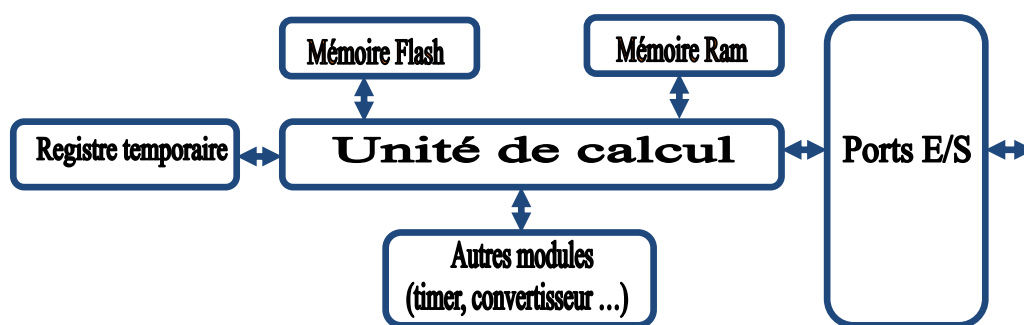 Mémoire Flash
Mémoire Ram
Registre temporaire
Unité de calcul
Ports E/S
Autres modules
(timer, convertisseur …)